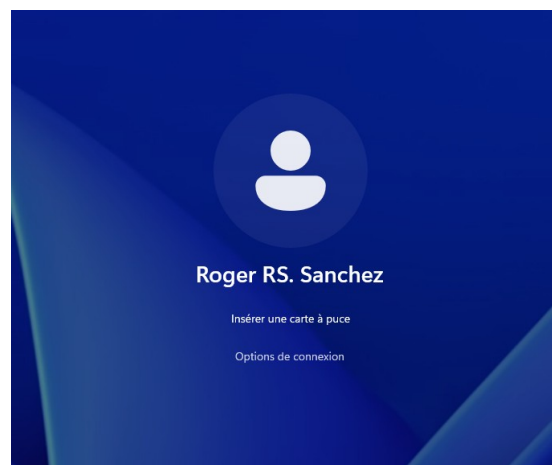 Roger RS. Sanchez
Insérer une carte à puce
Options de connexion